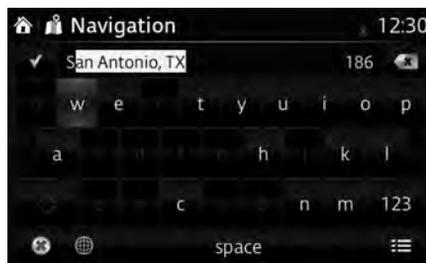 Navigation 12:30
San Antonio, TX 186
w e t y u i o p
a h k l
c n m 123
space